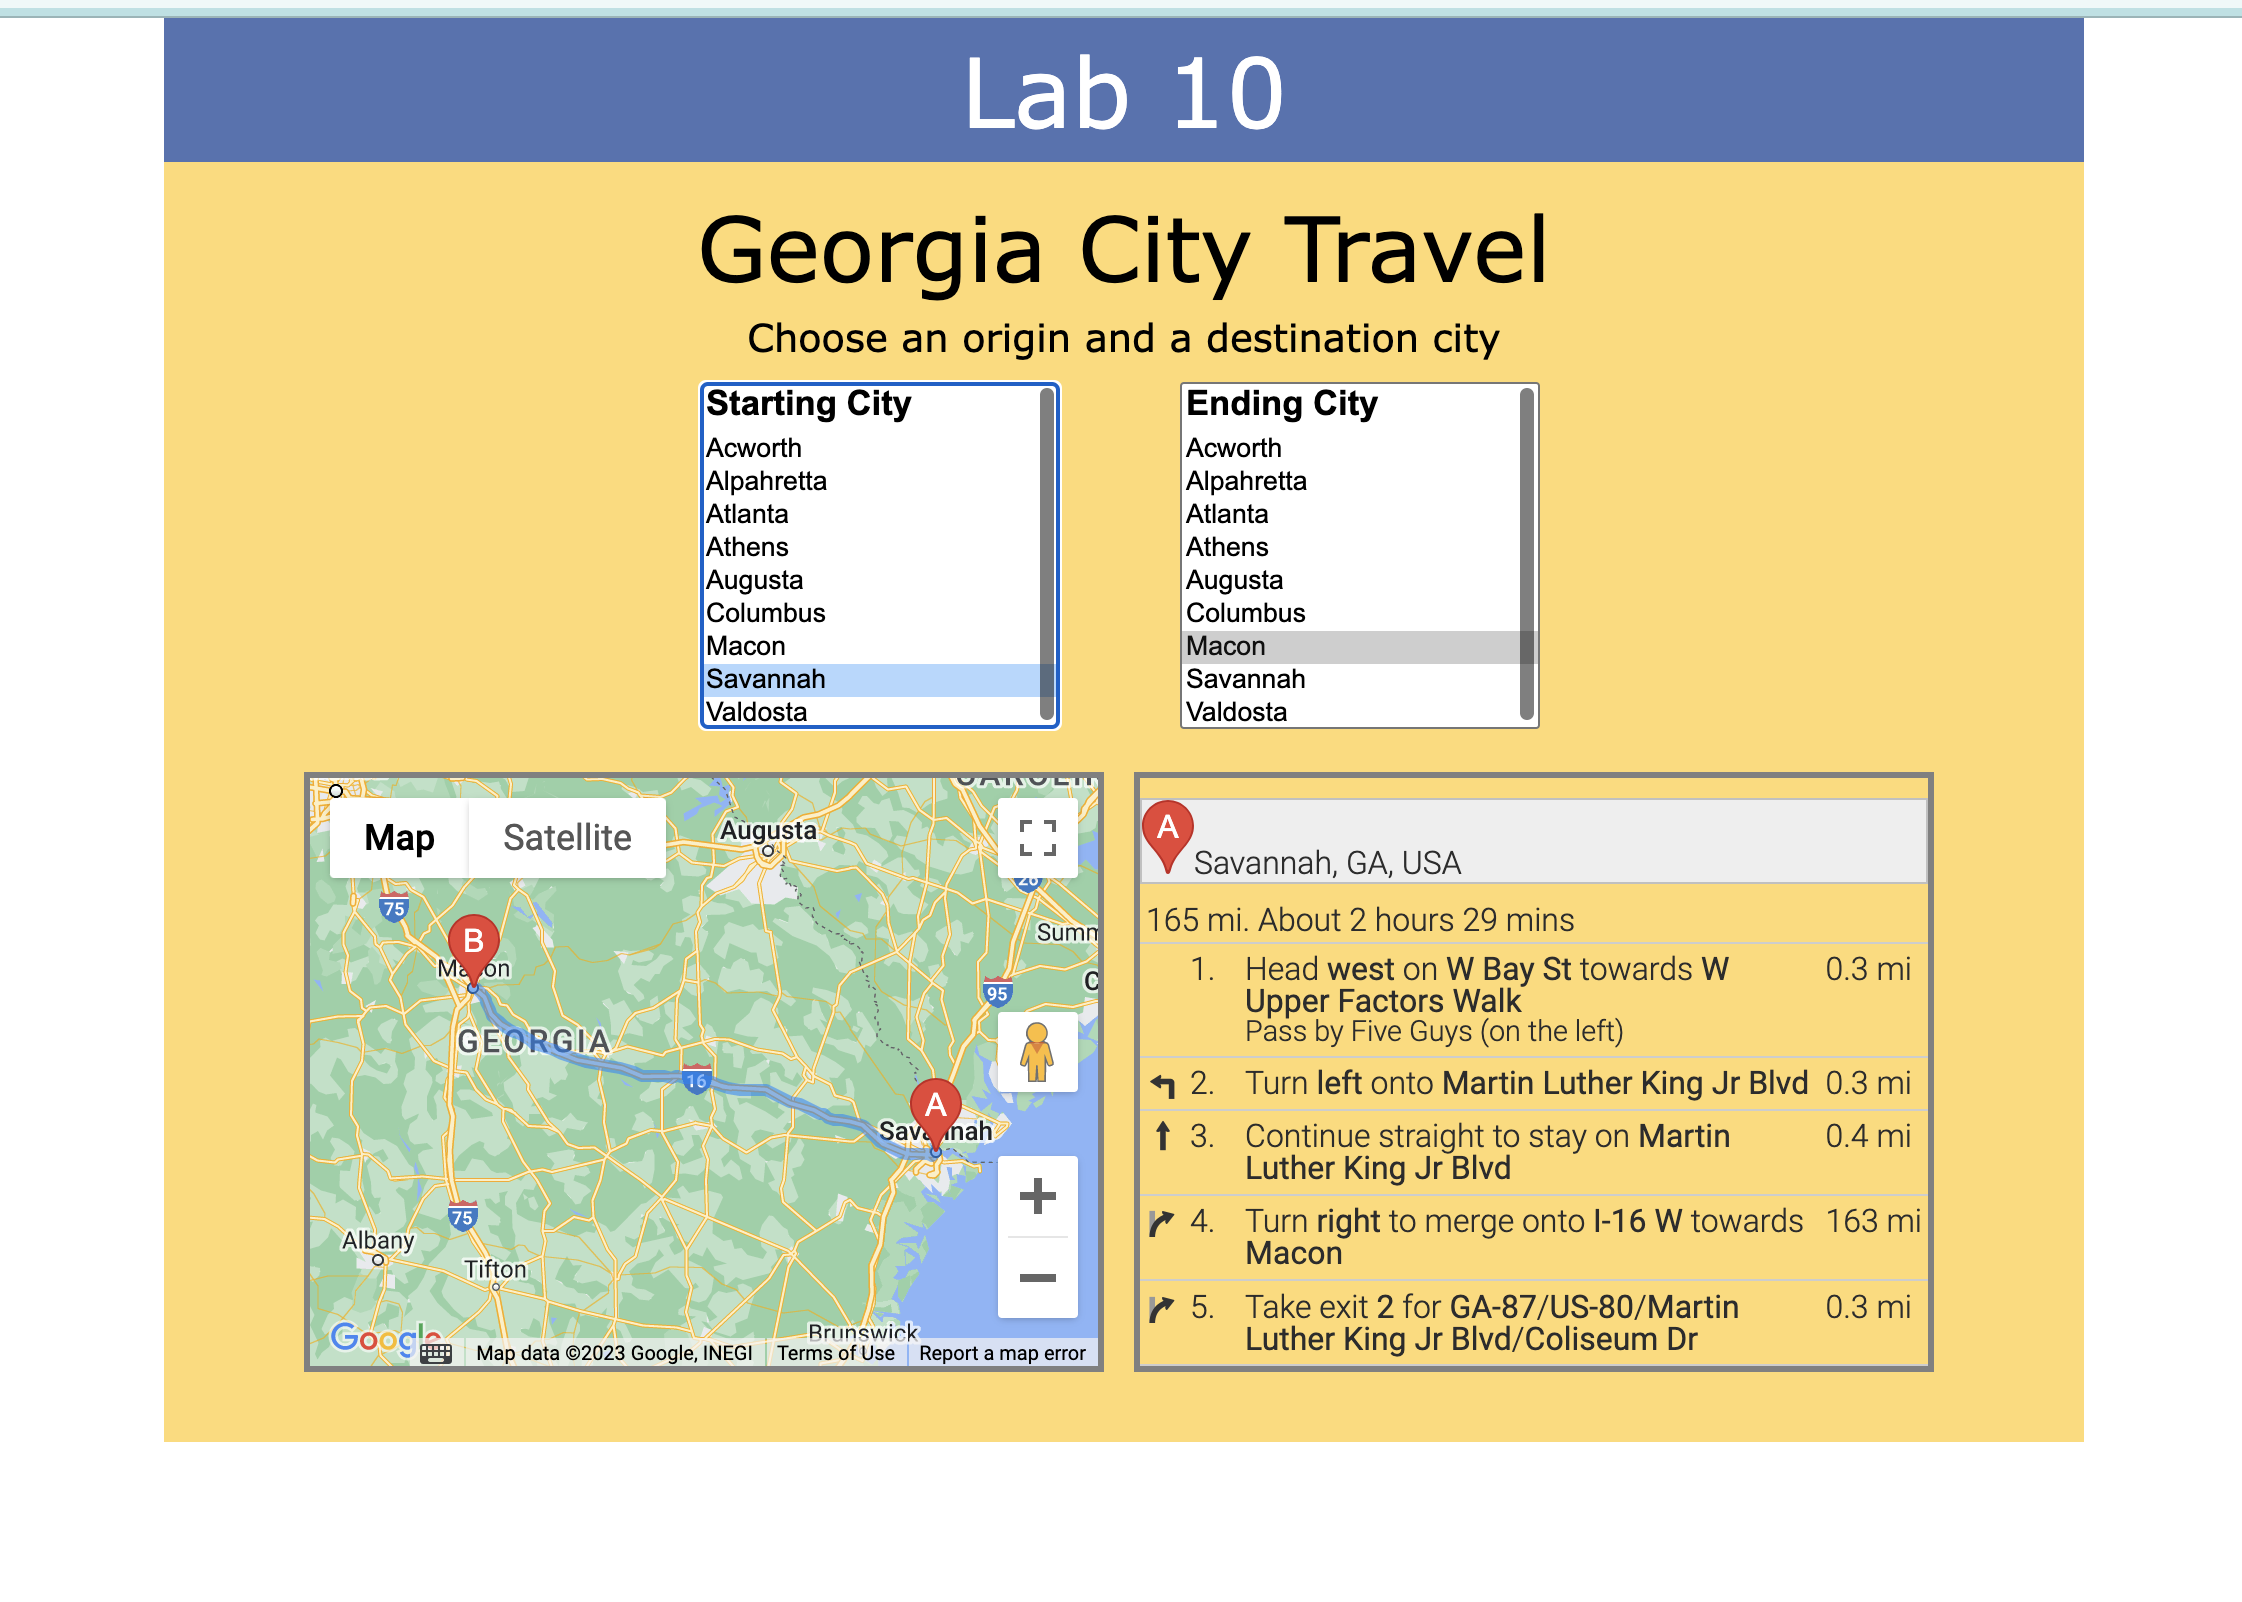 Lab 10
Georgia City Travel
Choose an origin and a destination city
Starting City
Acworth
Alpahretta
Atlanta
Athens
Augusta
Columbus
Macon
Savannah
Valdosta
Ending City
Acworth
Alpahretta
Atlanta
Athens
Augusta
Columbus
Macon
Savannah
Valdosta
Map
Satellite
Augusta
26
75
B
Macon
Summ
95
GEORGIA
16
A
Savannah
75
Albany
Tifton
Brunswick
Google
Map data ©2023 Google, INEGI
Terms of Use
Report a map error
A
Savannah, GA, USA
165 mi. About 2 hours 29 mins
1. Head west on W Bay St towards W 0.3 mi
Upper Factors Walk
Pass by Five Guys (on the left)
2. Turn left onto Martin Luther King Jr Blvd 0.3 mi
3. Continue straight to stay on Martin 0.4 mi
Luther King Jr Blvd
4. Turn right to merge onto I-16 W towards 163 mi
Macon
5. Take exit 2 for GA-87/US-80/Martin 0.3 mi
Luther King Jr Blvd/Coliseum Dr